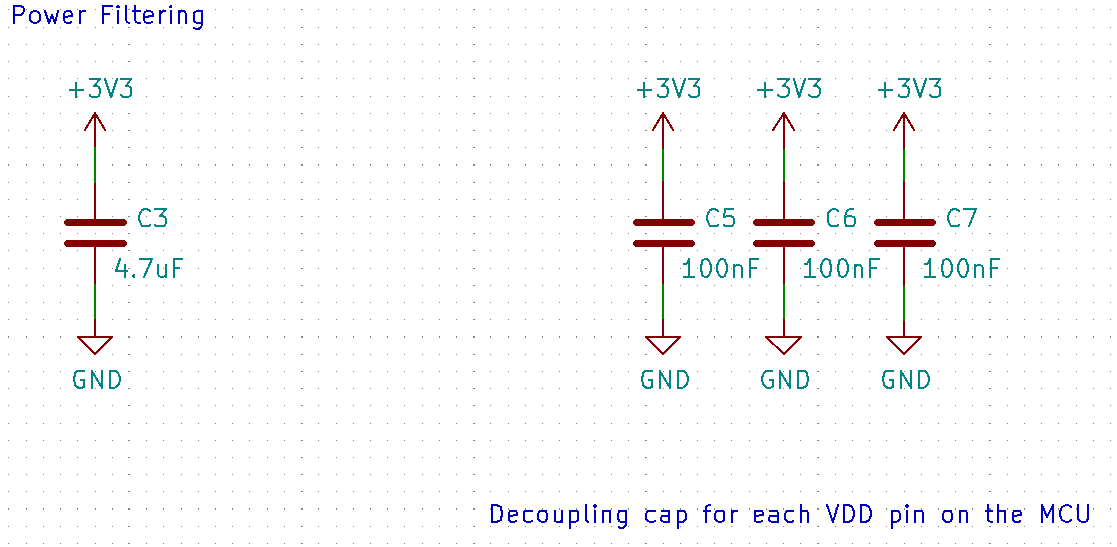 Power Filtering
+3V3
+3V3 +3V3 +3V3
C3
C5 C6 C7
4.7uF
100nF 100nF 100nF
GND
GND GND GND
Decoupling cap for each VDD pin on the MCU